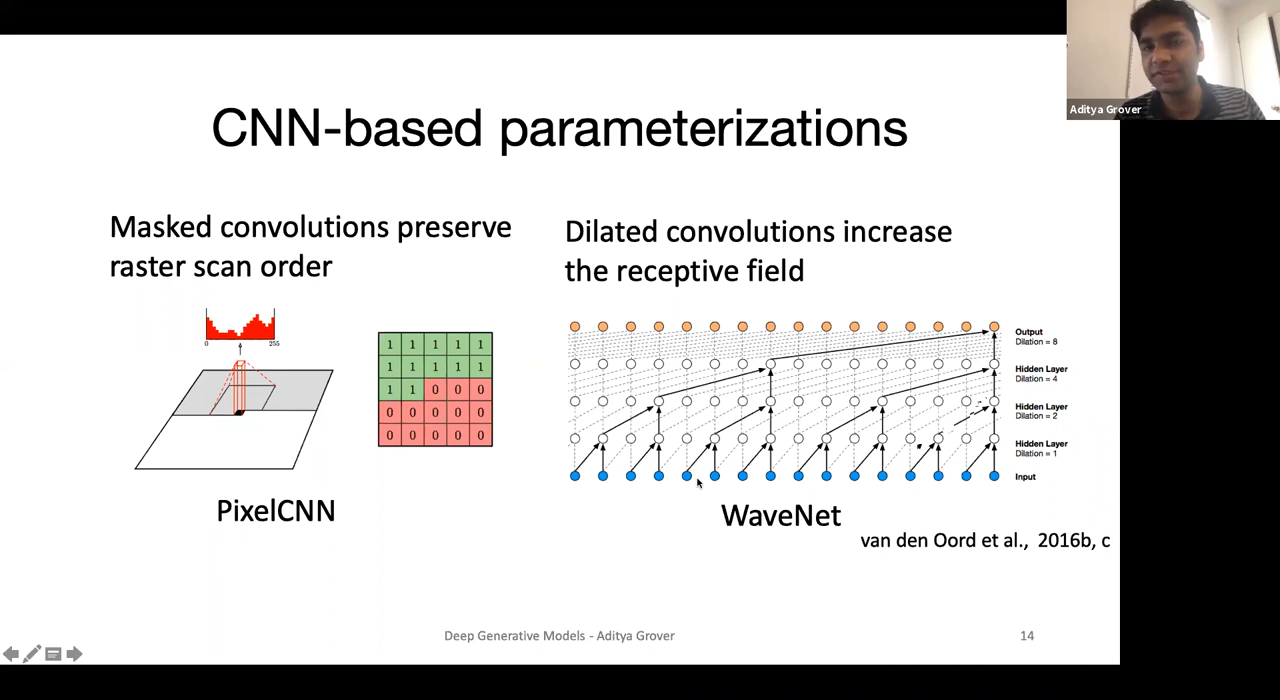 Aditya Grover
CNN-based parameterizations
Masked convolutions preserve
raster scan order
0 255
1 1 1 1 1
1 1 1 1 1
1 1 0 0 0
0 0 0 0 0
0 0 0 0 0
PixelCNN
Dilated convolutions increase
the receptive field
Output
Dilation = 8
Hidden Layer
Dilation = 4
Hidden Layer
Dilation = 2
Hidden Layer
Dilation = 1
Input
WaveNet
van den Oord et al., 2016b, c
Deep Generative Models - Aditya Grover
14